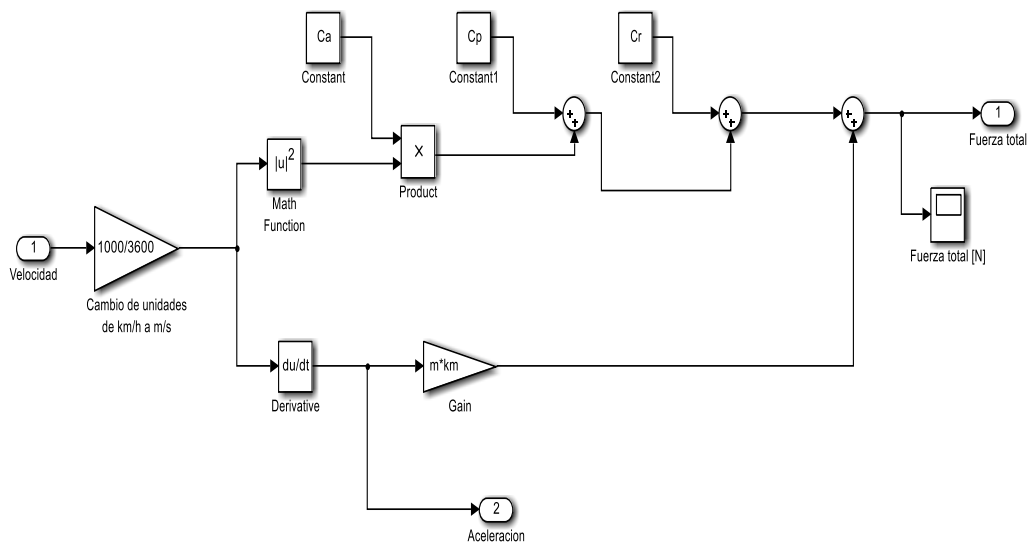 Ca
Constant
Cp
Constant1
Cr
Constant2
++
++
++
1
Fuerza total
|u|²
Math
Function
X
Product
1
Velocidad
1000/3600
Cambio de unidades
de km/h a m/s
Fuerza total [N]
du/dt
Derivative
m*km
Gain
2
Aceleracion